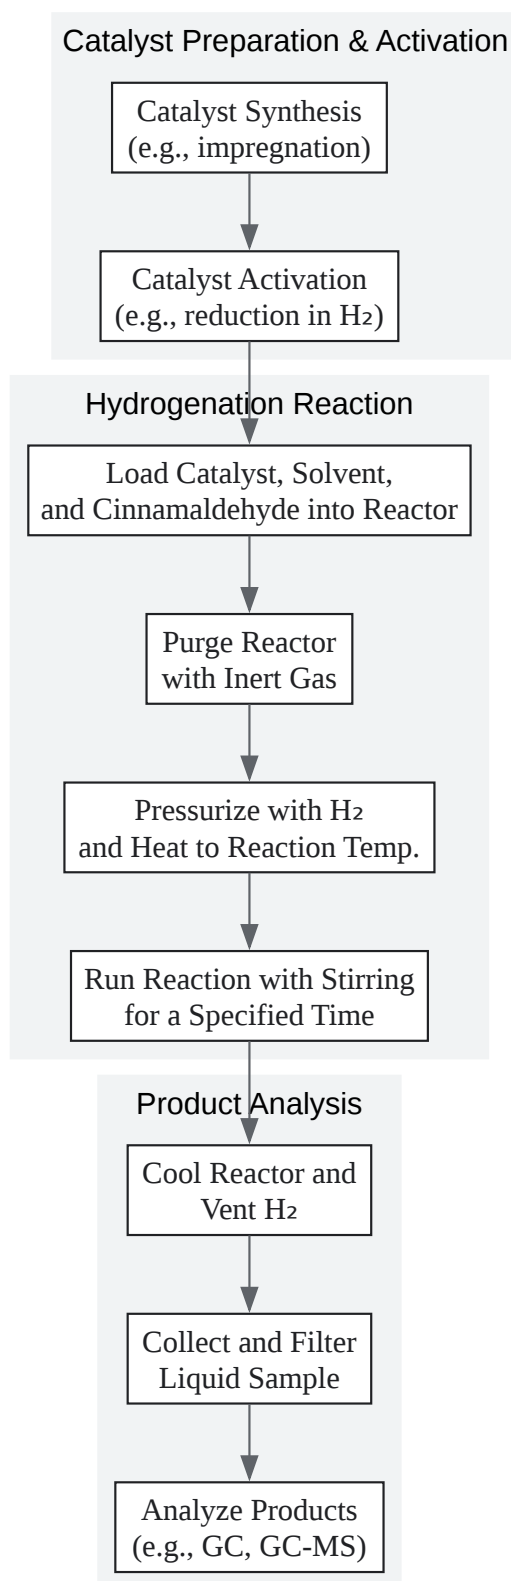 Catalyst Preparation & Activation
Catalyst Synthesis
(e.g., impregnation)
Catalyst Activation
(e.g., reduction in H₂)
Hydrogenation Reaction
Load Catalyst, Solvent,
and Cinnamaldehyde into Reactor
Purge Reactor
with Inert Gas
Pressurize with H₂
and Heat to Reaction Temp.
Run Reaction with Stirring
for a Specified Time
Product Analysis
Cool Reactor and
Vent H₂
Collect and Filter
Liquid Sample
Analyze Products
(e.g., GC, GC-MS)